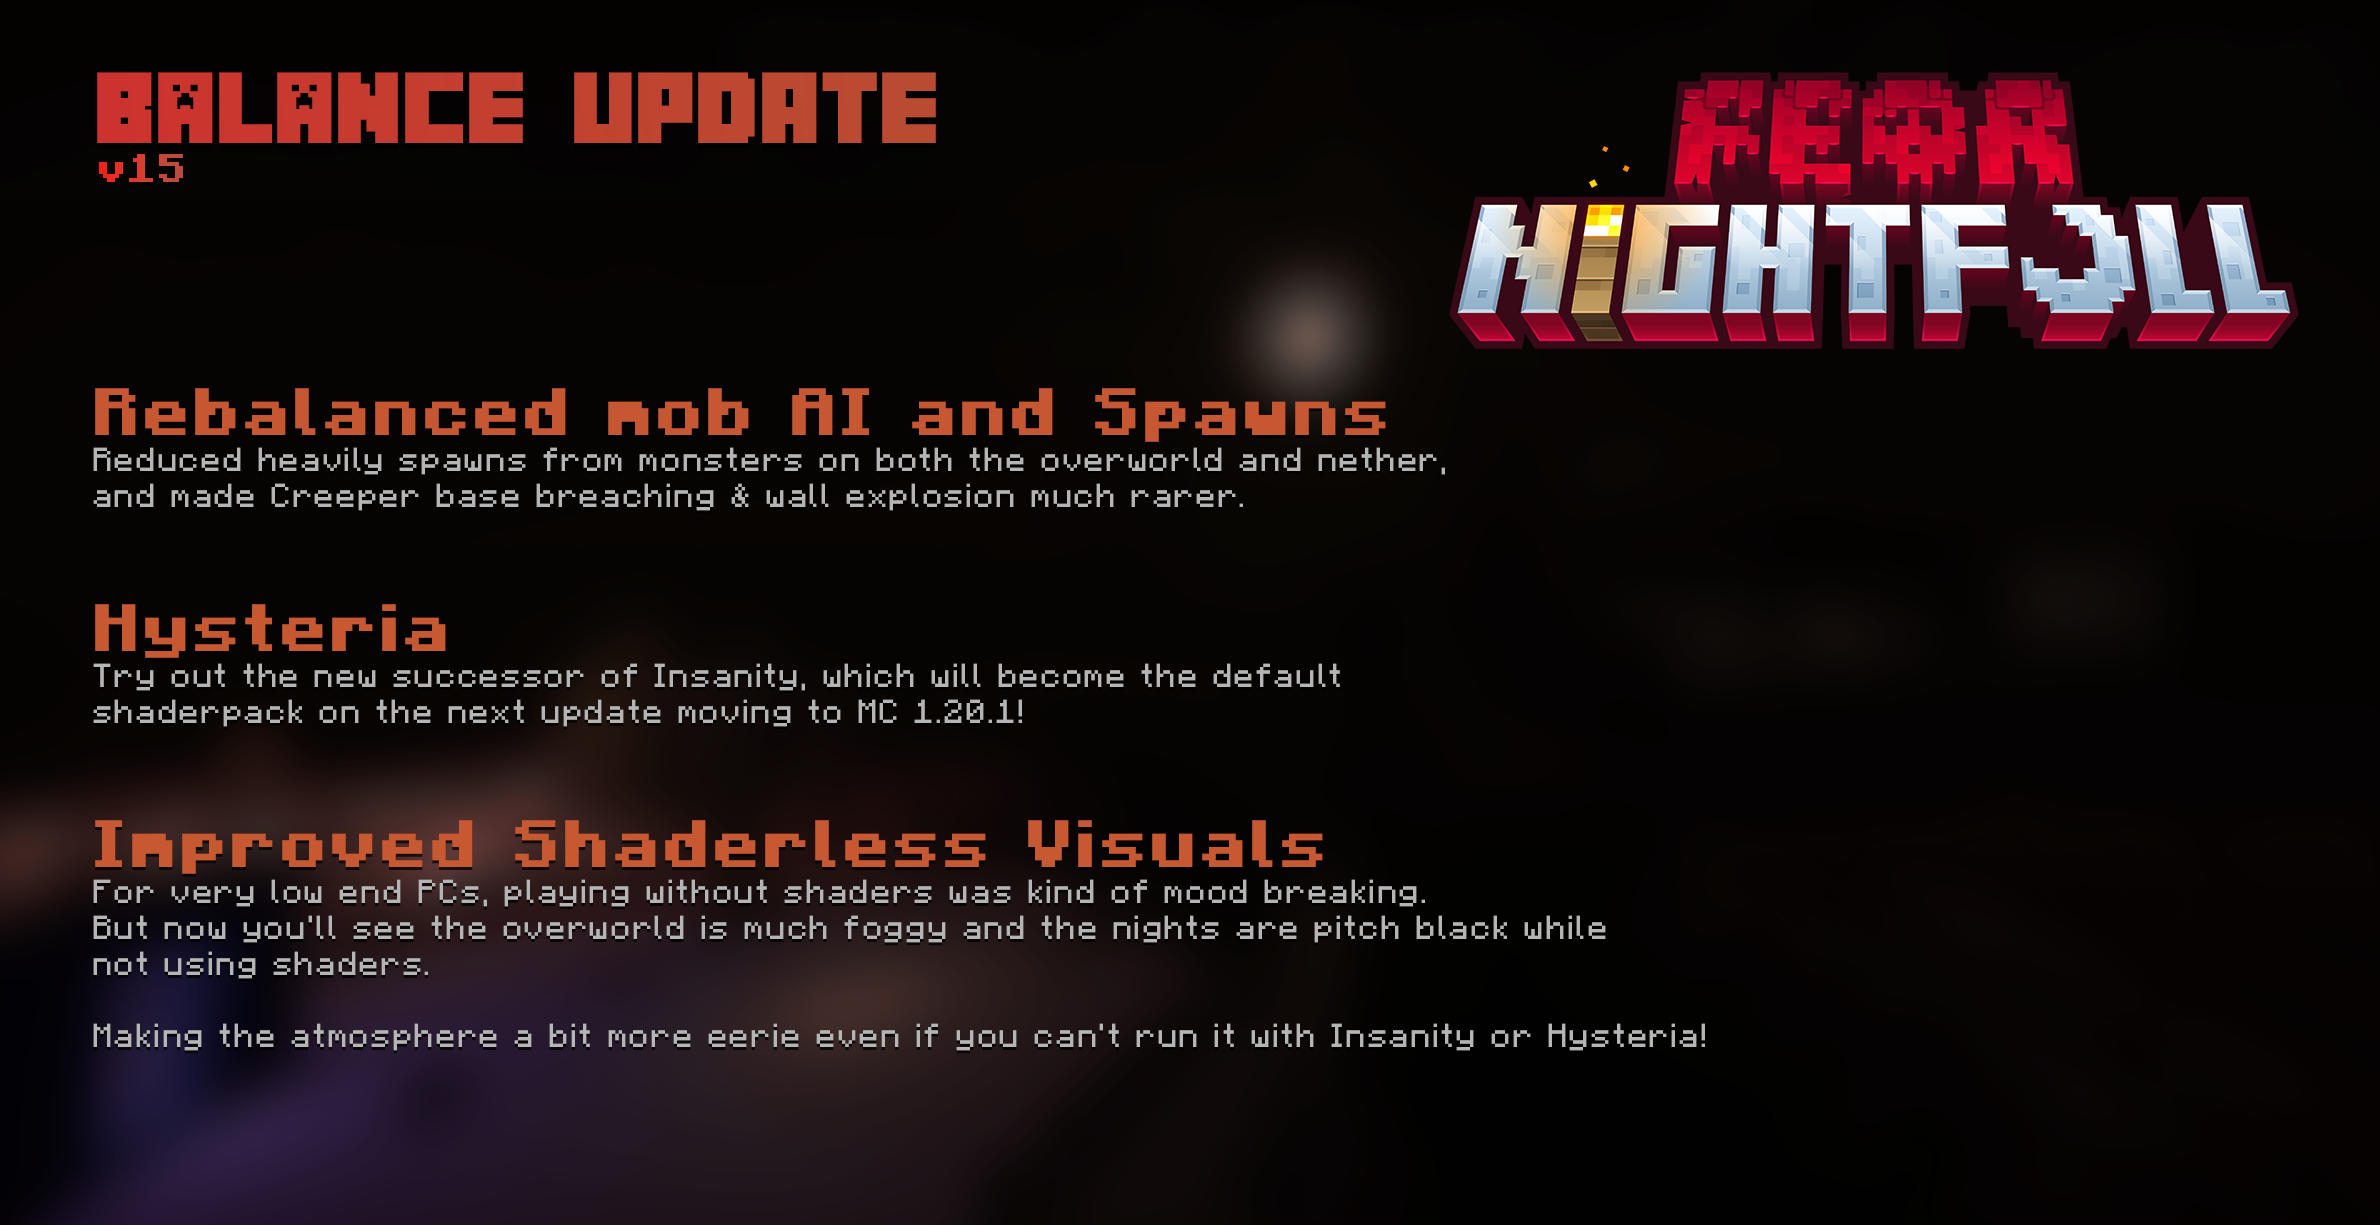 BALANCE UPDATE
v15
FEAR
NIGHTFALL
Rebalanced mob AI and Spawns
Reduced heavily spawns from monsters on both the overworld and nether,
and made Creeper base breaching & wall explosion much rarer.
Hysteria
Try out the new successor of Insanity, which will become the default
shaderpack on the next update moving to MC 1.20.1!
Improved Shaderless Visuals
For very low end PCs, playing without shaders was kind of mood breaking.
But now you'll see the overworld is much foggy and the nights are pitch black while
not using shaders.
Making the atmosphere a bit more eerie even if you can't run it with Insanity or Hysteria!